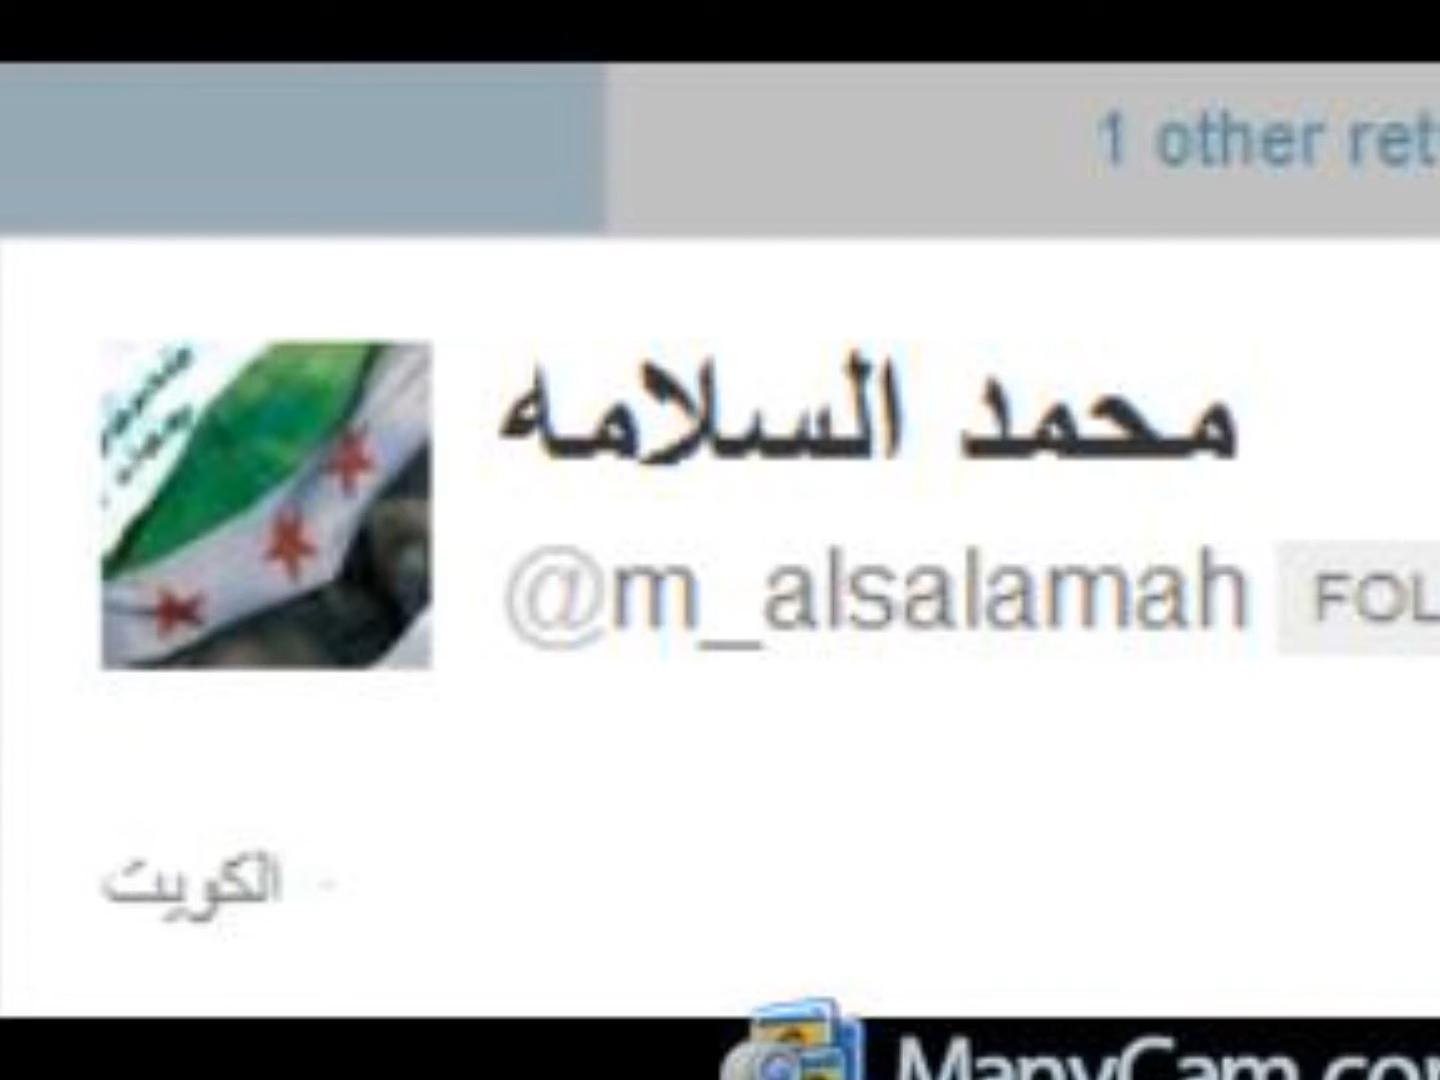 1 other ret
محمد السلامه
@m_alsalamah FOL
الكويت
ManyCam.co